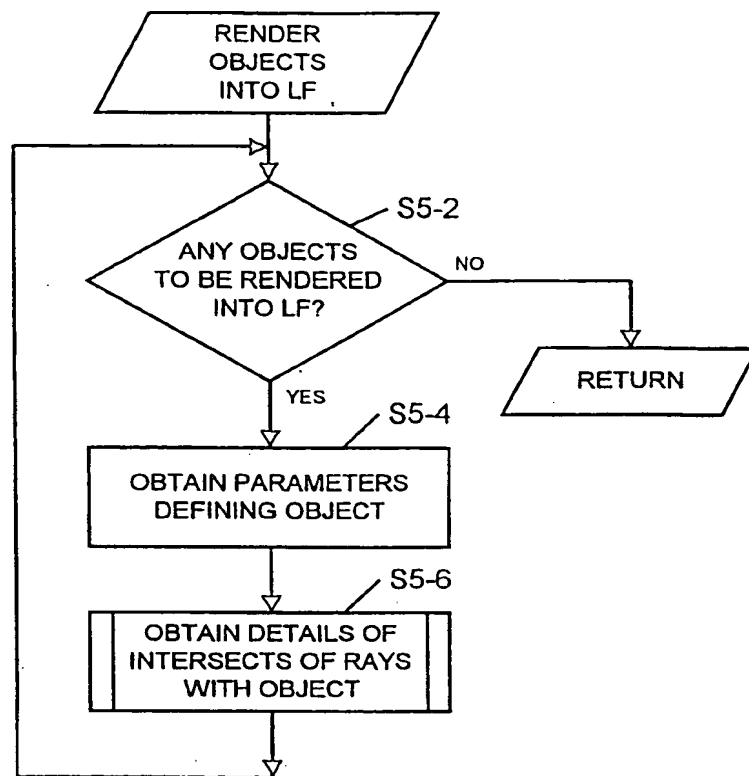 RENDER
OBJECTS
INTO LF
S5-2
ANY OBJECTS
TO BE RENDERED
INTO LF?
NO
RETURN
YES
S5-4
OBTAIN PARAMETERS
DEFINING OBJECT
S5-6
OBTAIN DETAILS OF
INTERSECTS OF RAYS
WITH OBJECT